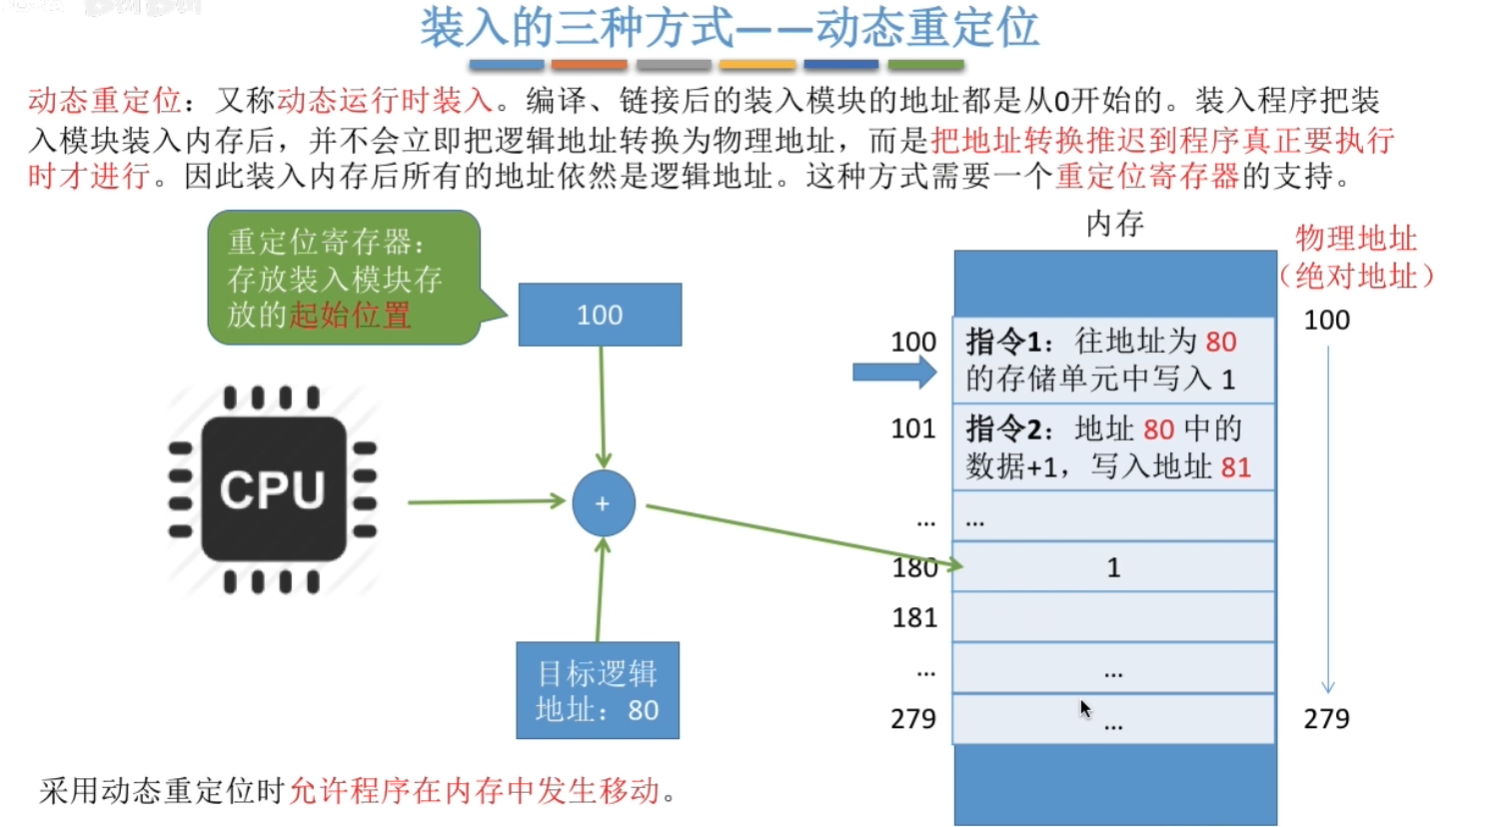 装入的三种方式——动态重定位
动态重定位：又称动态运行时装入。编译、链接后的装入模块的地址都是从0开始的。装入程序把装
入模块装入内存后，并不会立即把逻辑地址转换为物理地址，而是把地址转换推迟到程序真正要执行
时才进行。因此装入内存后所有的地址依然是逻辑地址。这种方式需要一个重定位寄存器的支持。
重定位寄存器：
存放装入模块存
放的起始位置
100
CPU
+
目标逻辑
地址：80
内存
物理地址
（绝对地址）
100
279
100
指令1：往地址为 80
的存储单元中写入 1
101
指令2：地址 80 中的
数据+1，写入地址 81
...
...
180
1
181
...
...
279
...
采用动态重定位时允许程序在内存中发生移动。